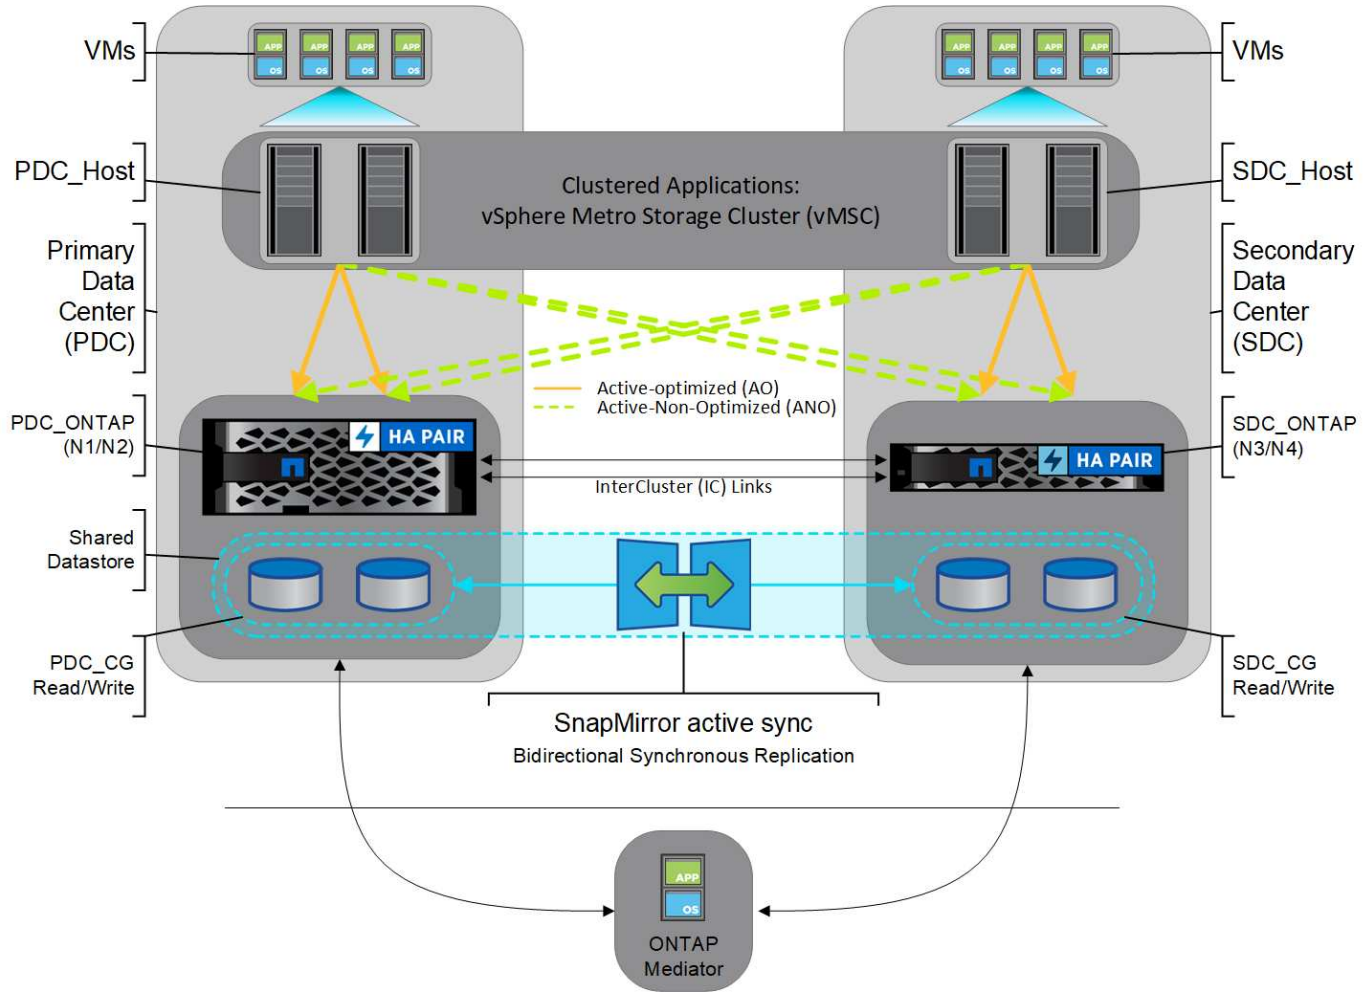 VMs
APP
APP
APP
APP
OS
OS
OS
OS
APP
APP
APP
APP
OS
OS
OS
OS
VMs
PDC_Host
Clustered Applications:
vSphere Metro Storage Cluster (vMSC)
SDC_Host
Primary
Data
Center
(PDC)
Secondary
Data
Center
(SDC)
Active-optimized (AO)
Active-Non-Optimized (ANO)
PDC_ONTAP
(N1/N2)
HA PAIR
HA PAIR
SDC_ONTAP
(N3/N4)
InterCluster (IC) Links
Shared
Datastore
PDC_CG
Read/Write
SDC_CG
Read/Write
SnapMirror active sync
Bidirectional Synchronous Replication
APP
OS
ONTAP
Mediator